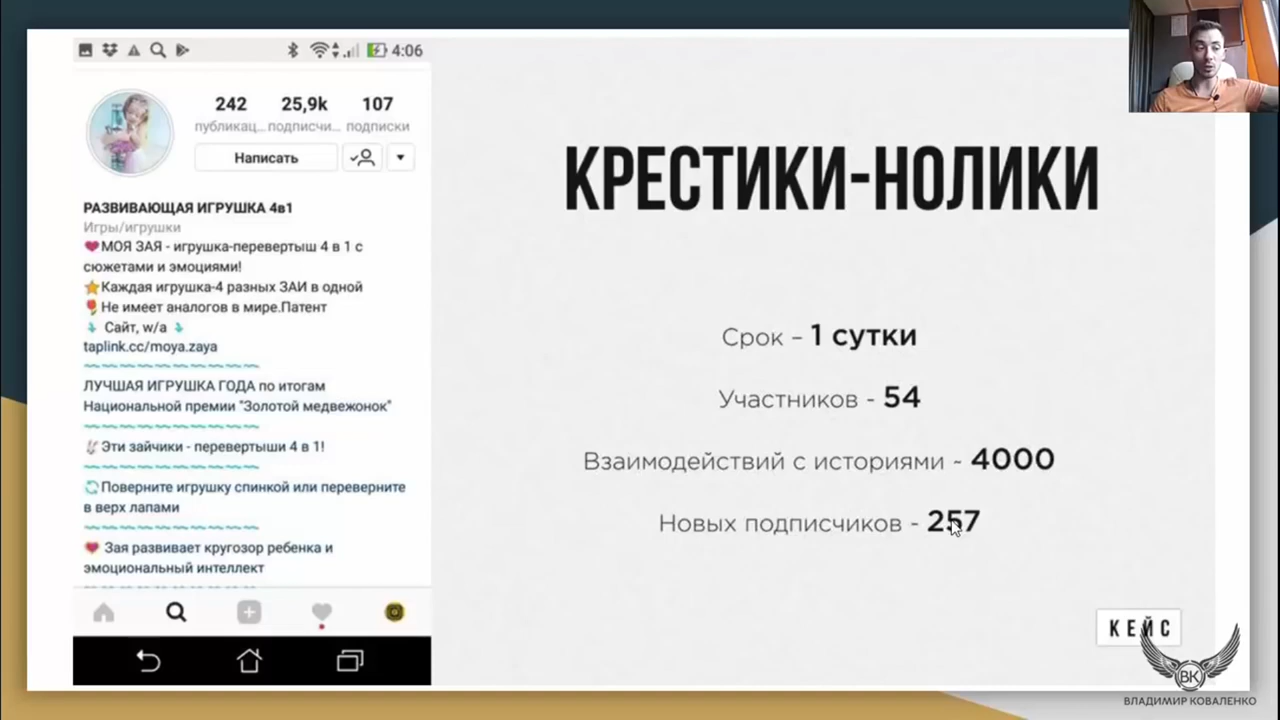 4:06
242 25,9k 107
публикац... подписчи... подписки
Написать
РАЗВИВАЮЩАЯ ИГРУШКА 4в1
Игры/игрушки
МОЯ ЗАЯ - игрушка-перевертыш 4 в 1 с
сюжетами и эмоциями!
Каждая игрушка-4 разных ЗАИ в одной
Не имеет аналогов в мире.Патент
Сайт, w/a
taplink.cc/moya.zaya
ЛУЧШАЯ ИГРУШКА ГОДА по итогам
Национальной премии "Золотой медвежонок"
Эти зайчики - перевертыши 4 в 1!
Поверните игрушку спинкой или переверните
в верх лапами
Зая развивает кругозор ребенка и
эмоциональный интеллект
КРЕСТИКИ-НОЛИКИ
Срок – 1 сутки
Участников - 54
Взаимодействий с историями - 4000
Новых подписчиков - 257
КЕЙС
ВК
ВЛАДИМИР КОВАЛЕНКО